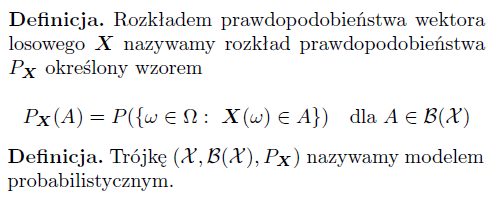 Definicja. Rozkładem prawdopodobieństwa wektora
losowego X nazywamy rozkład prawdopodobieństwa
P_X określony wzorem
P_X(A) = P({ω ∈ Ω : X(ω) ∈ A}) dla A ∈ ℬ(𝒳)
Definicja. Trójkę (𝒳, ℬ(𝒳), P_X) nazywamy modelem
probabilistycznym.